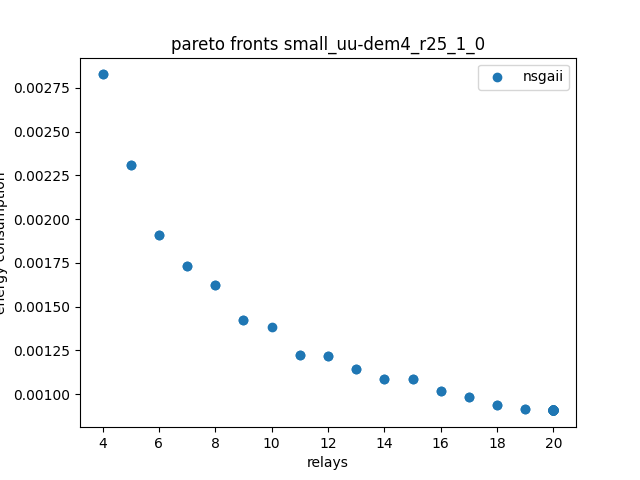 pareto fronts small_uu-dem4_r25_1_0
nsgaii
0.00275
0.00250
0.00225
0.00200
0.00175
0.00150
0.00125
0.00100
energy consumption
4 6 8 10 12 14 16 18 20
relays